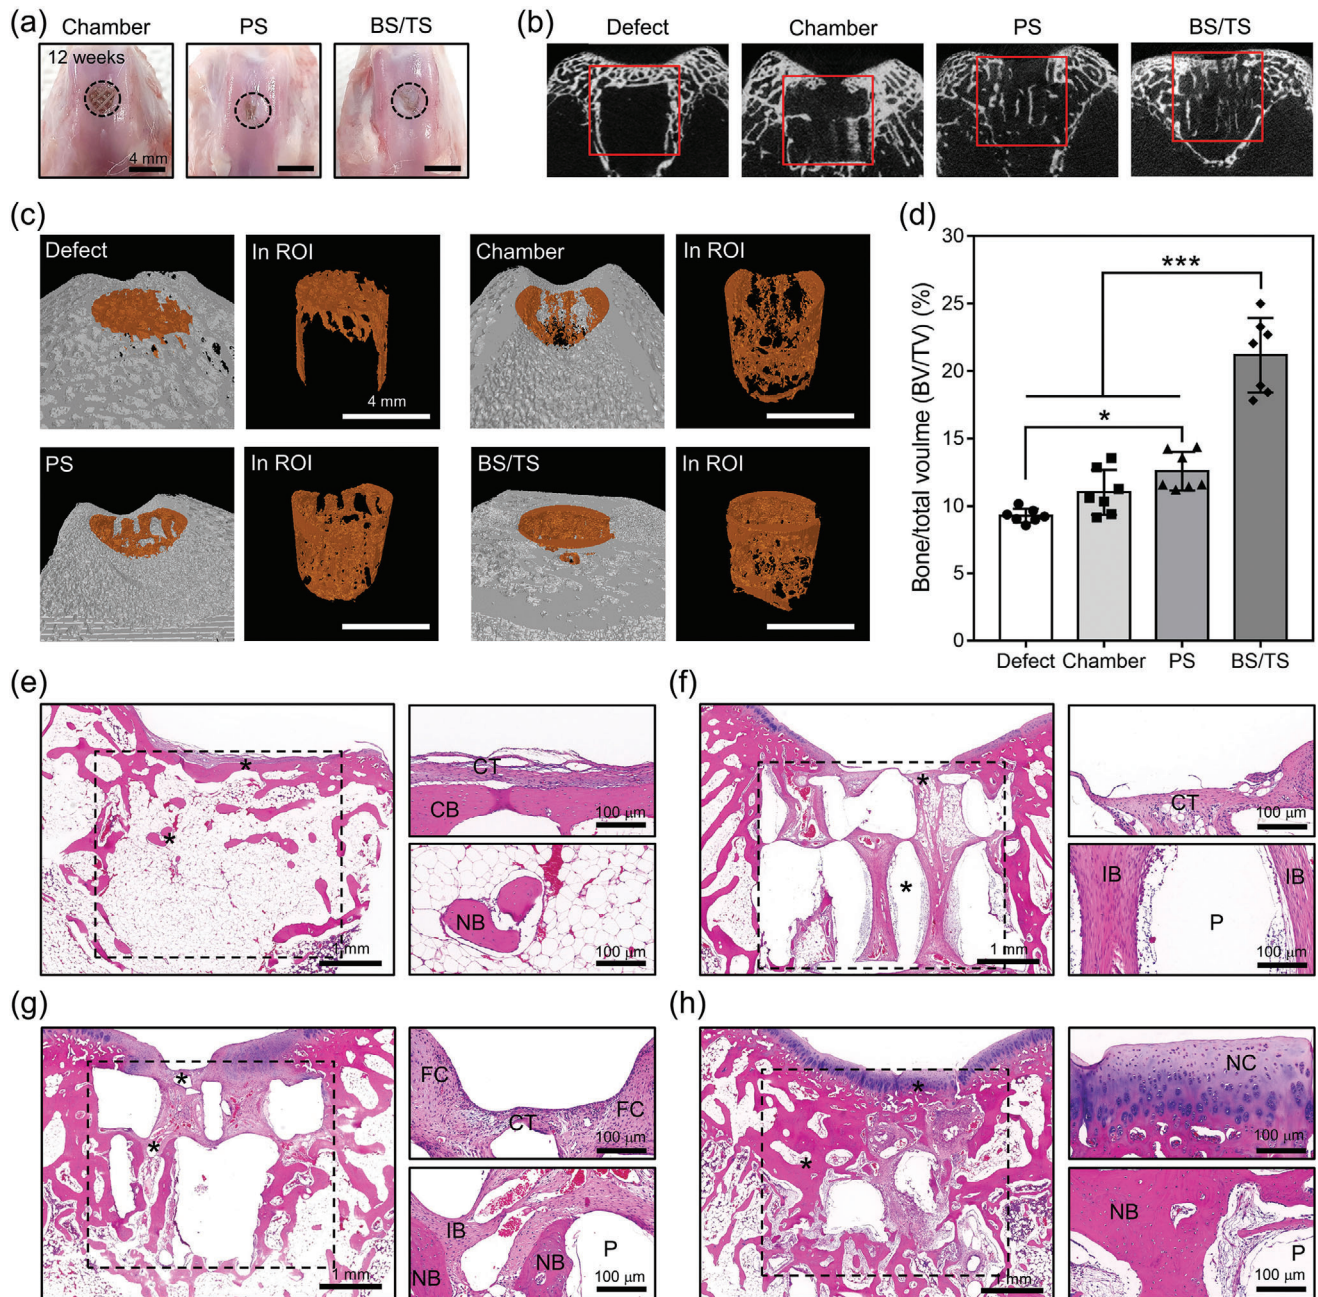 (a)
Chamber PS BS/TS
12 weeks
4 mm
(b)
Defect Chamber PS BS/TS
(c)
Defect In ROI Chamber In ROI
4 mm
PS In ROI BS/TS In ROI
(d)
Bone/total voulme (BV/TV) (%)
30
25
20
15
10
5
0
***
*
Defect Chamber PS BS/TS
(e)
*
*
1 mm
CT
CB
100 µm
NB
100 µm
(f)
*
*
1 mm
CT
100 µm
IB IB
P
100 µm
(g)
*
*
1 mm
FC FC
CT
100 µm
IB
NB NB P
100 µm
(h)
*
*
1 mm
NC
100 µm
NB
P
100 µm